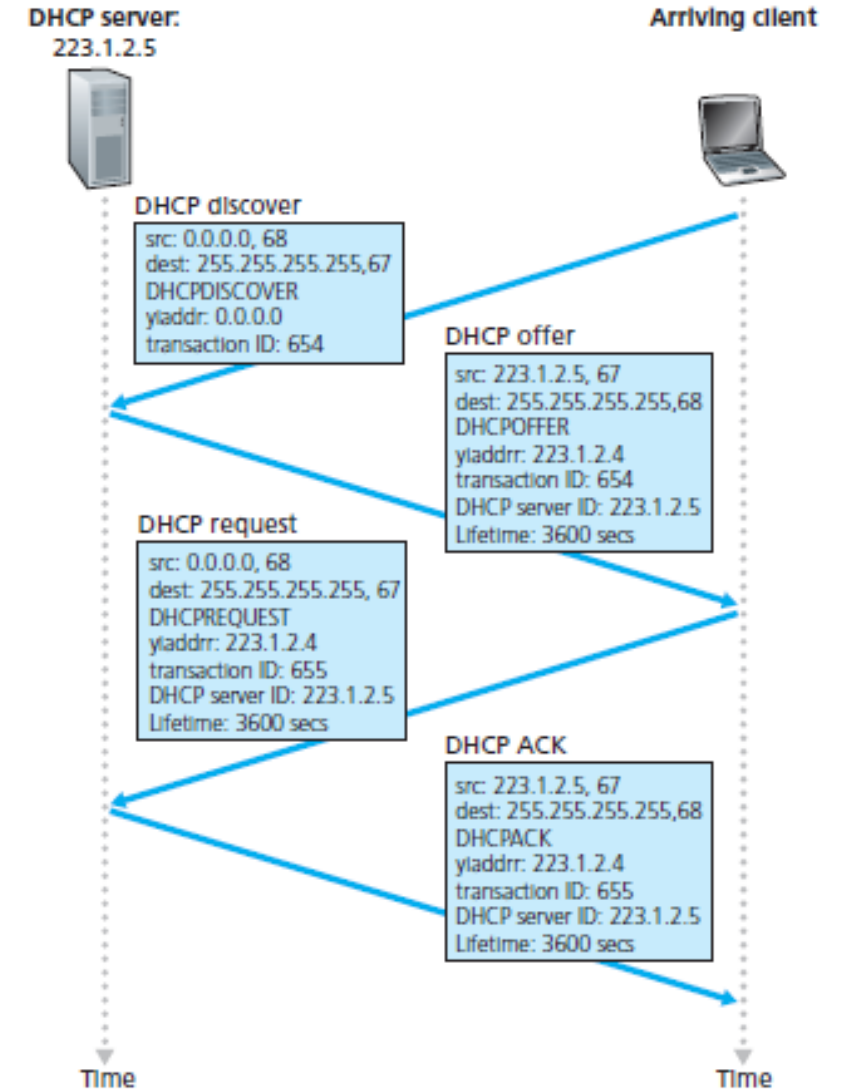 DHCP server:
223.1.2.5
Arriving client
DHCP discover
src: 0.0.0.0, 68
dest: 255.255.255.255,67
DHCPDISCOVER
yiaddr: 0.0.0.0
transaction ID: 654
DHCP offer
src: 223.1.2.5, 67
dest: 255.255.255.255,68
DHCPOFFER
yiaddrr: 223.1.2.4
transaction ID: 654
DHCP server ID: 223.1.2.5
Lifetime: 3600 secs
DHCP request
src: 0.0.0.0, 68
dest: 255.255.255.255, 67
DHCPREQUEST
yiaddrr: 223.1.2.4
transaction ID: 655
DHCP server ID: 223.1.2.5
Lifetime: 3600 secs
DHCP ACK
src: 223.1.2.5, 67
dest: 255.255.255.255,68
DHCPACK
yiaddrr: 223.1.2.4
transaction ID: 655
DHCP server ID: 223.1.2.5
Lifetime: 3600 secs
Time
Time